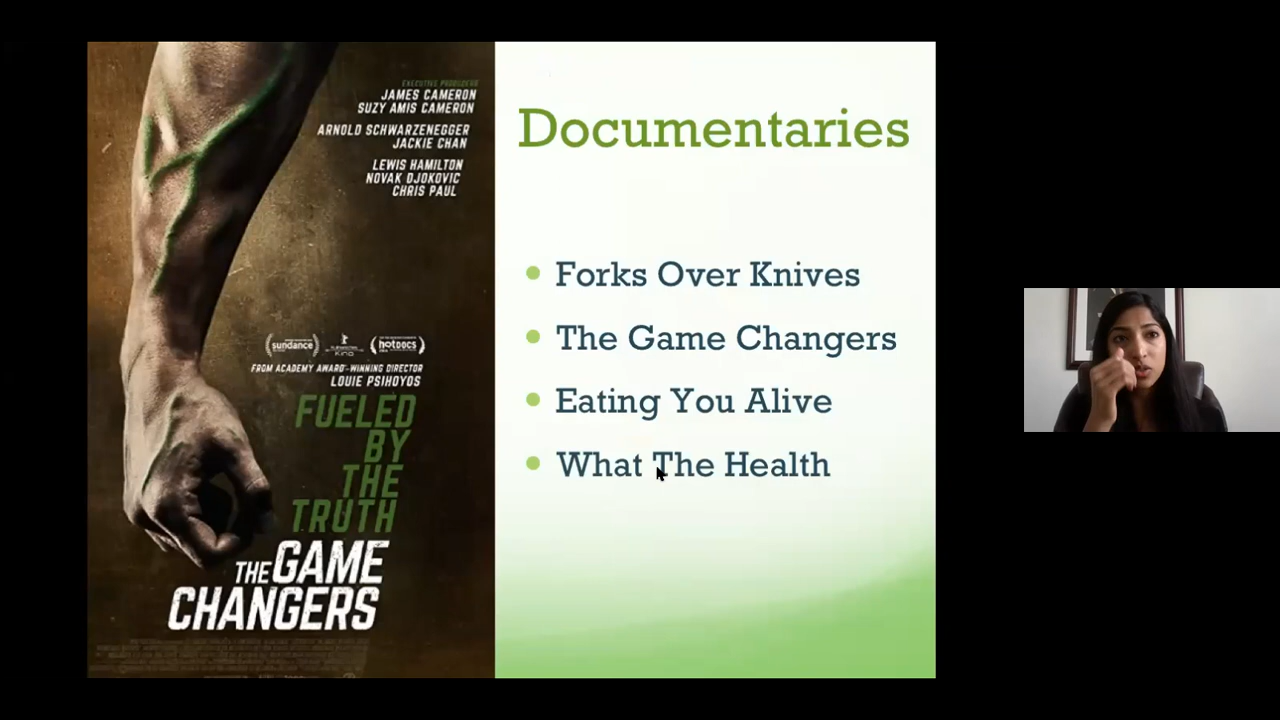 EXECUTIVE PRODUCERS
JAMES CAMERON
SUZY AMIS CAMERON
ARNOLD SCHWARZENEGGER
JACKIE CHAN
LEWIS HAMILTON
NOVAK DJOKOVIC
CHRIS PAUL
sundance
hotdocs
FROM ACADEMY AWARD-WINNING DIRECTOR
LOUIE PSIHOYOS
FUELED
BY
THE
TRUTH
THE GAME
CHANGERS
Documentaries
Forks Over Knives
The Game Changers
Eating You Alive
What The Health